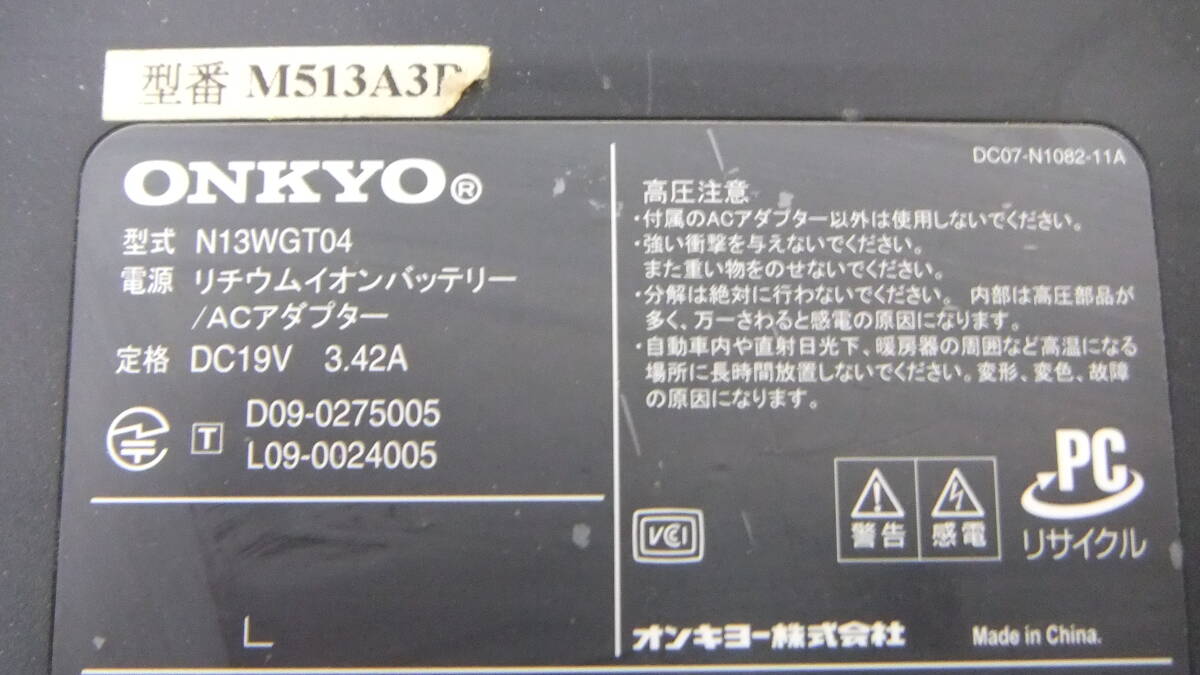 型番 M513A3
ONKYO®
型式 N13WGT04
電源 リチウムイオンバッテリー
/ACアダプター
定格 DC19V 3.42A
T D09-0275005
L09-0024005
DC07-N1082-11A
高圧注意
・付属のACアダプター以外は使用しないでください。
・強い衝撃を与えないでください。
また重い物をのせないでください。
・分解は絶対に行わないでください。 内部は高圧部品が
多く、万一さわると感電の原因になります。
・自動車内や直射日光下、暖房器の周囲など高温になる
場所に長時間放置しないでください。変形、変色、故障
の原因になります。
VCCI
警告 感電
PC
リサイクル
オンキヨー株式会社
Made in China.